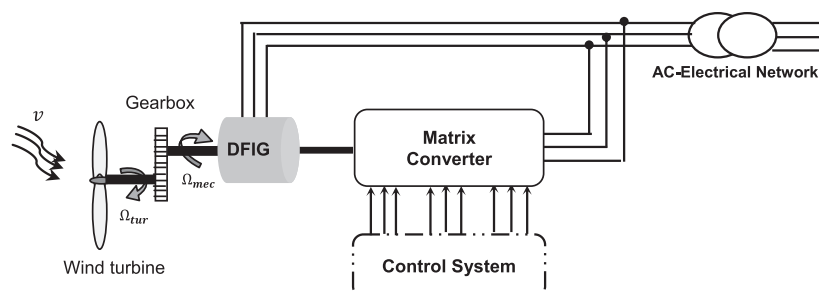 AC-Electrical Network
Gearbox
v
DFIG
Matrix
Converter
Ω_mec
Ω_tur
Wind turbine
Control System